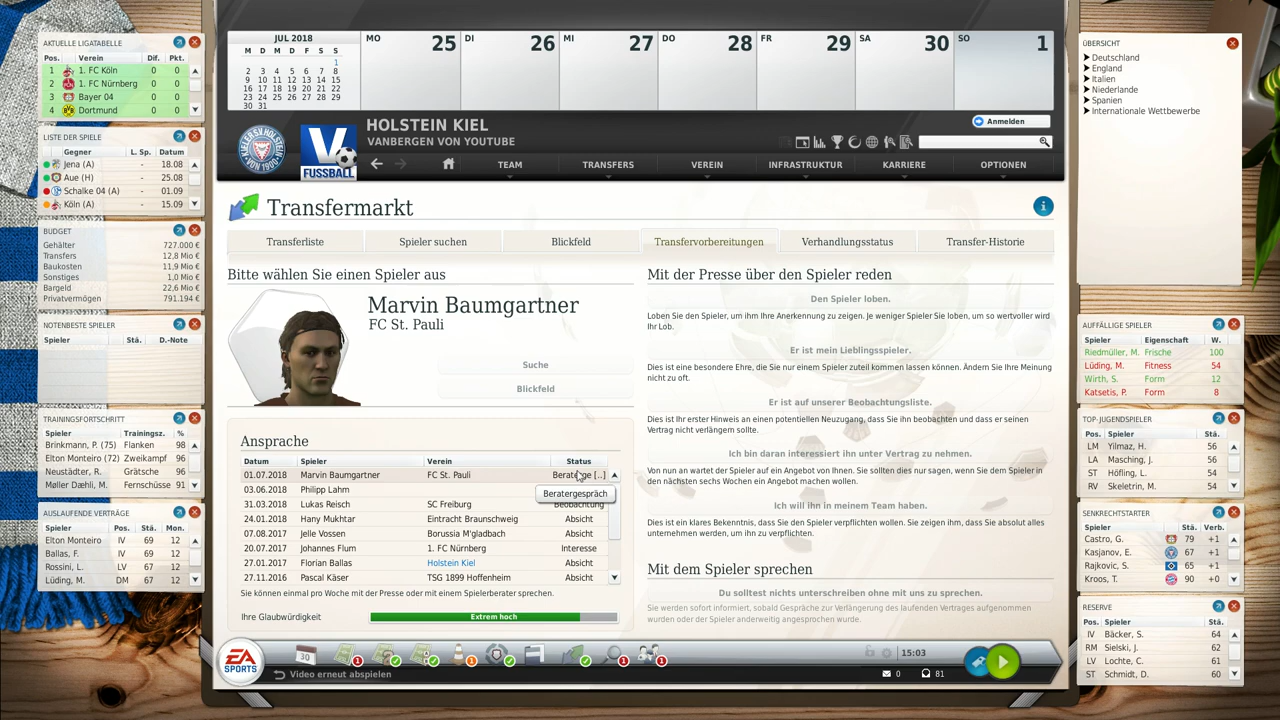 AKTUELLE LIGATABELLE
Pos. Verein Dif. Pkt.
1 1. FC Köln 0 0
2 1. FC Nürnberg 0 0
3 Bayer 04 0 0
4 Dortmund 0 0
LISTE DER SPIELE
Gegner L. Sp. Datum
Jena (A) - 18.08
Aue (H) - 25.08
Schalke 04 (A) - 01.09
Köln (A) - 15.09
BUDGET
Gehälter 727.000 €
Transfers 12,8 Mio €
Baukosten 11,9 Mio €
Sonstiges 1,0 Mio €
Bargeld 22,6 Mio €
Privatvermögen 791.194 €
NOTENBESTE SPIELER
Spieler Stä. D.-Note
TRAININGSFORTSCHRITT
Spieler Trainingsz. %
Brinkmann, P. (75) Flanken 98
Elton Monteiro (72) Zweikampf 96
Neustädter, R. Grätsche 96
Møller Dæhli, M. Fernschüsse 91
AUSLAUFENDE VERTRÄGE
Spieler Pos. Stä. Mon.
Elton Monteiro IV 69 12
Ballas, F. IV 69 12
Rossini, L. LV 67 12
Lüding, M. DM 67 12
JUL 2018
M D M D F S S
1
2 3 4 5 6 7 8
9 10 11 12 13 14 15
16 17 18 19 20 21 22
23 24 25 26 27 28 29
30 31
MO 25 DI 26 MI 27 DO 28 FR 29 SA 30 SO 1
HOLSTEIN KIEL
VANBERGEN VON YOUTUBE
Anmelden
V
FUSSBALL
TEAM TRANSFERS VEREIN INFRASTRUKTUR KARRIERE OPTIONEN
Transfermarkt
Transferliste Spieler suchen Blickfeld Transfervorbereitungen Verhandlungsstatus Transfer-Historie
Bitte wählen Sie einen Spieler aus
Marvin Baumgartner
FC St. Pauli
Suche
Blickfeld
Ansprache
Datum Spieler Verein Status
01.07.2018 Marvin Baumgartner FC St. Pauli
03.06.2018 Philipp Lahm
Beratergespräch
31.03.2018 Lukas Reisch SC Freiburg Beobachtung
24.01.2018 Hany Mukhtar Eintracht Braunschweig Absicht
07.08.2017 Jelle Vossen Borussia M'gladbach Absicht
20.07.2017 Johannes Flum 1. FC Nürnberg Interesse
27.01.2017 Florian Ballas Holstein Kiel Absicht
27.11.2016 Pascal Käser TSG 1899 Hoffenheim Absicht
Sie können einmal pro Woche mit der Presse oder mit einem Spielerberater sprechen.
Ihre Glaubwürdigkeit Extrem hoch
Mit der Presse über den Spieler reden
Den Spieler loben.
Loben Sie den Spieler, um ihm Ihre Anerkennung zu zeigen. Je weniger Spieler Sie loben, um so wertvoller wird
Ihr Lob.
Er ist mein Lieblingsspieler.
Dies ist eine besondere Ehre, die Sie nur einem Spieler zuteil kommen lassen können. Ändern Sie Ihre Meinung
nicht zu oft.
Er ist auf unserer Beobachtungsliste.
Dies ist Ihr erster Hinweis an einen potentiellen Neuzugang, dass Sie ihn beobachten und dass er seinen
Vertrag nicht verlängern sollte.
Ich bin daran interessiert ihn unter Vertrag zu nehmen.
Von nun an wartet der Spieler auf ein Angebot von Ihnen. Sie sollten dies nur sagen, wenn Sie dem Spieler in
den nächsten sechs Wochen ein Angebot machen wollen.
Ich will ihn in meinem Team haben.
Dies ist ein klares Bekenntnis, dass Sie den Spieler verpflichten wollen. Sie zeigen ihm, dass Sie absolut alles
unternehmen werden, um ihn zu verpflichten.
Mit dem Spieler sprechen
Du solltest nichts unterschreiben ohne mit uns zu sprechen.
Sie werden sofort informiert, sobald Gespräche zur Verlängerung des laufenden Vertrages aufgenommen
wurden oder der Spieler anderweitig angesprochen wurde.
EA
SPORTS
30 1 1 1 1
15:03
Video erneut abspielen
0 81
ÜBERSICHT
Deutschland
England
Italien
Niederlande
Spanien
Internationale Wettbewerbe
AUFFÄLLIGE SPIELER
Spieler Eigenschaft W.
Riedmüller, M. Frische 100
Lüding, M. Fitness 54
Wirth, S. Form 12
Katsetis, P. Form 8
TOP-JUGENDSPIELER
Pos. Spieler Stä.
LM Yilmaz, H. 56
LA Masching, J. 56
ST Höfling, L. 54
RV Skeletrim, M. 54
SENKRECHTSTARTER
Spieler Stä. Verb.
Castro, G. 79 +1
Kasjanov, E. 67 +1
Rajkovic, S. 65 +1
Kroos, T. 90 +0
RESERVE
Pos. Spieler Stä.
IV Bäcker, S. 64
RM Sielski, J. 62
LV Lochte, C. 61
ST Schmidt, D. 60